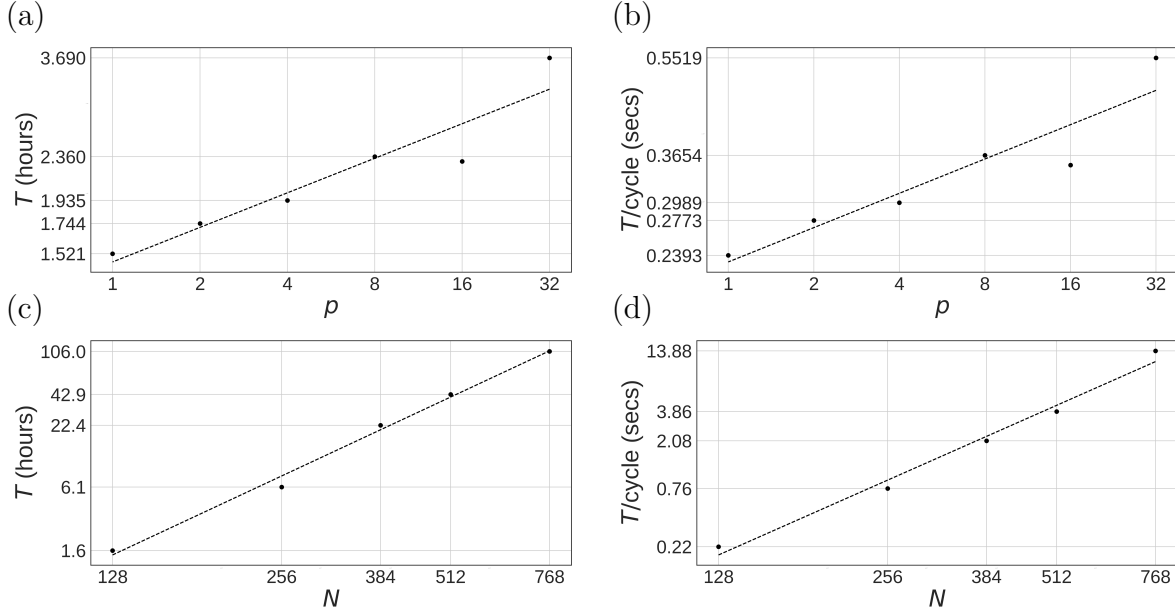 (a)
3.690
2.360
1.935
1.744
1.521
T (hours)
1 2 4 8 16 32
p
(b)
0.5519
0.3654
0.2989
0.2773
0.2393
T/cycle (secs)
1 2 4 8 16 32
p
(c)
106.0
42.9
22.4
6.1
1.6
T (hours)
128 256 384 512 768
N
(d)
13.88
3.86
2.08
0.76
0.22
T/cycle (secs)
128 256 384 512 768
N